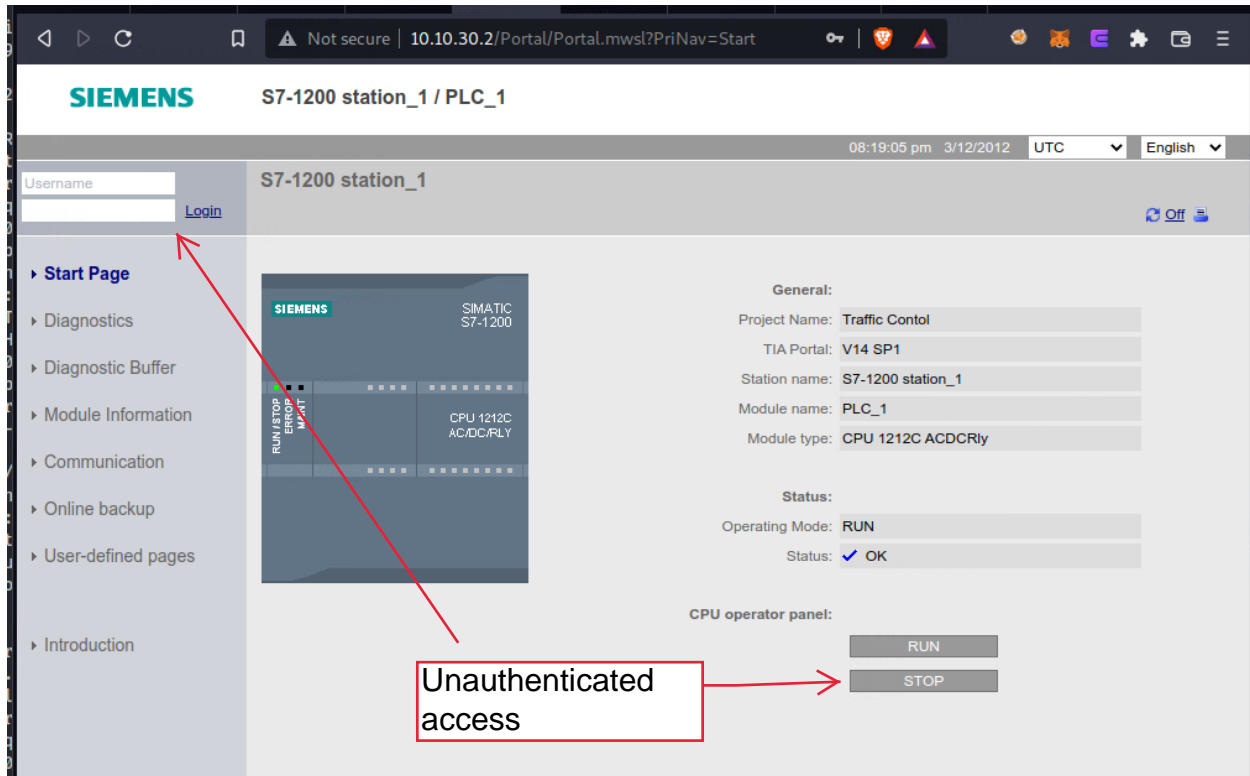 Not secure | 10.10.30.2/Portal/Portal.mwsl?PriNav=Start
SIEMENS
S7-1200 station_1 / PLC_1
08:19:05 pm 3/12/2012 UTC English
Username
Login
S7-1200 station_1
Off
Start Page
Diagnostics
Diagnostic Buffer
Module Information
Communication
Online backup
User-defined pages
Introduction
SIEMENS
SIMATIC
S7-1200
RUN / STOP
ERROR
MAINT
CPU 1212C
AC/DC/RLY
General:
Project Name: Traffic Contol
TIA Portal: V14 SP1
Station name: S7-1200 station_1
Module name: PLC_1
Module type: CPU 1212C ACDCRly
Status:
Operating Mode: RUN
Status: OK
CPU operator panel:
RUN
STOP
Unauthenticated
access